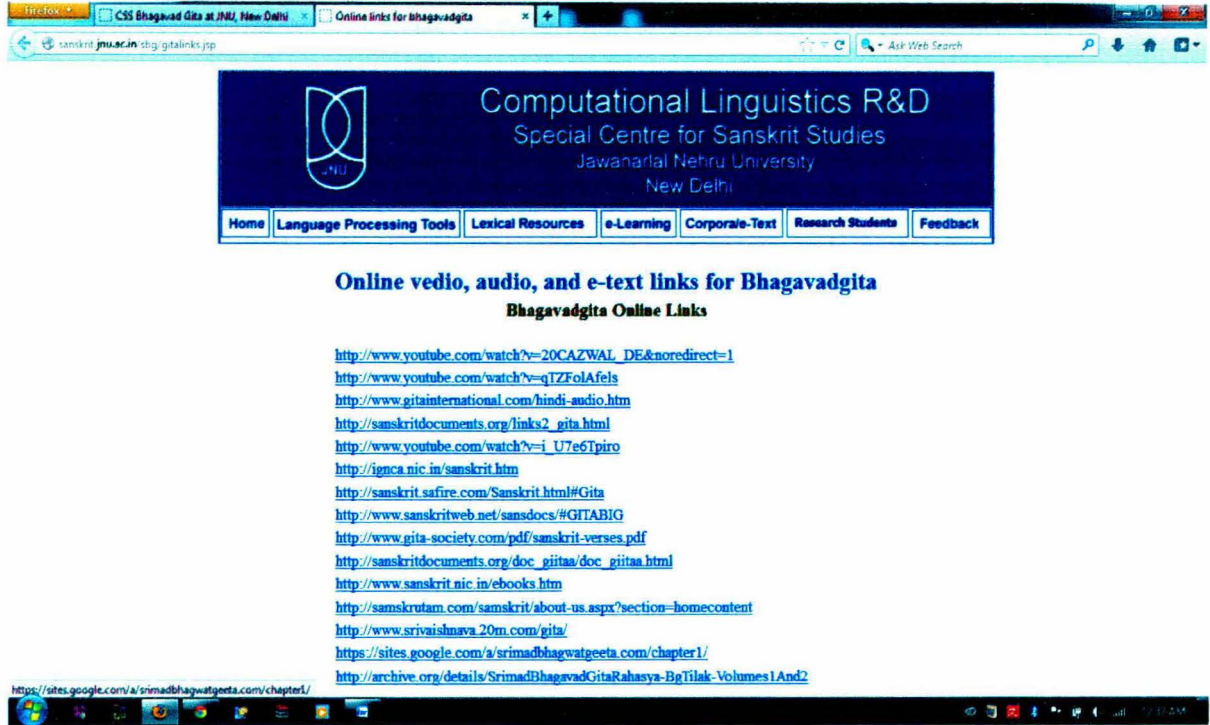 Firefox
CSS Bhagavad Gita at JNU, New Delhi
Online links for bhagavadgita
sanskrit.jnu.ac.in/sbg/gitalinks.jsp
Ask Web Search
JNU
Computational Linguistics R&D
Special Centre for Sanskrit Studies
Jawaharlal Nehru University
New Delhi
Home Language Processing Tools Lexical Resources e-Learning Corpora/e-Text Research Students Feedback
Online vedio, audio, and e-text links for Bhagavadgita
Bhagavadgita Online Links
http://www.youtube.com/watch?v=20CAZWAL_DE&noredirect=1
http://www.youtube.com/watch?v=qTZFolAfels
http://www.gitainternational.com/hindi-audio.htm
http://sanskritdocuments.org/links2_gita.html
http://www.youtube.com/watch?v=i_U7e6Tpiro
http://ignca.nic.in/sanskrit.htm
http://sanskrit.safire.com/Sanskrit.html#Gita
http://www.sanskritweb.net/sansdocs/#GITABIG
http://www.gita-society.com/pdf/sanskrit-verses.pdf
http://sanskritdocuments.org/doc_giitaa/doc_giitaa.html
http://www.sanskrit.nic.in/ebooks.htm
http://samskrutam.com/samskrit/about-us.aspx?section=homecontent
http://www.srivaishnava.20m.com/gita/
https://sites.google.com/a/srimadbhagwatgeeta.com/chapter1/
http://archive.org/details/SrimadBhagavadGitaRahasya-BgTilak-Volumes1And2
https://sites.google.com/a/srimadbhagwatgeeta.com/chapter1/